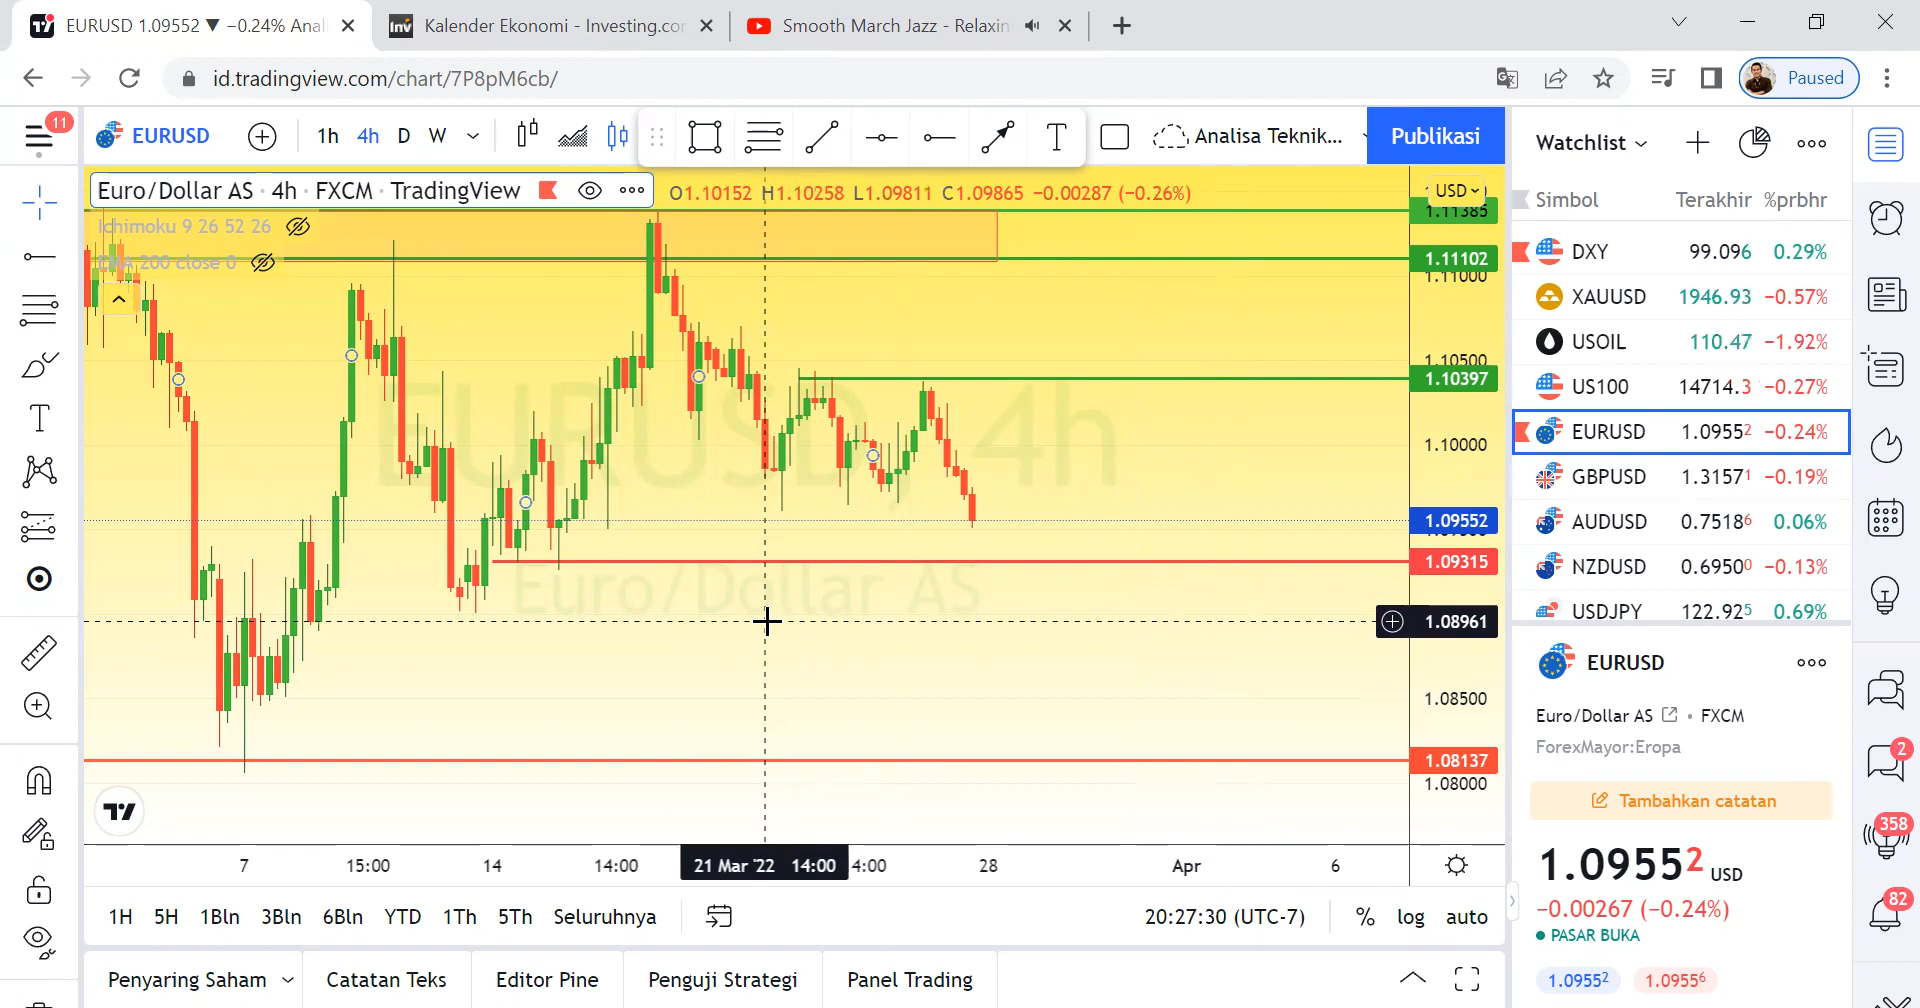 EURUSD 1.09552 ▼ −0.24% Anal
Kalender Ekonomi - Investing.co
Smooth March Jazz - Relaxin
id.tradingview.com/chart/7P8pM6cb/
Paused
11
EURUSD
1h 4h D W
Analisa Teknik...
Publikasi
Watchlist
Euro/Dollar AS · 4h · FXCM · TradingView
O1.10152 H1.10258 L1.09811 C1.09865 −0.00287 (−0.26%)
USD
Ichimoku 9 26 52 26
EMA 200 close 0
1.11385
1.11102
1.11000
1.10500
1.10397
1.10000
1.09552
1.09315
1.08961
1.08500
1.08137
1.08000
EURUSD, 4h
Euro/Dollar AS
7 15:00 14 14:00 21 Mar '22 14:00 4:00 28 Apr 6
1H 5H 1Bln 3Bln 6Bln YTD 1Th 5Th Seluruhnya
20:27:30 (UTC-7) % log auto
Penyaring Saham Catatan Teks Editor Pine Penguji Strategi Panel Trading
Simbol Terakhir %prbhr
DXY 99.096 0.29%
XAUUSD 1946.93 −0.57%
USOIL 110.47 −1.92%
US100 14714.3 −0.27%
EURUSD 1.09552 −0.24%
GBPUSD 1.31571 −0.19%
AUDUSD 0.75186 0.06%
NZDUSD 0.69500 −0.13%
USDJPY 122.925 0.69%
EURUSD
Euro/Dollar AS • FXCM
ForexMayor:Eropa
Tambahkan catatan
1.09552 USD
−0.00267 (−0.24%)
PASAR BUKA
1.09552 1.09556
2
358
82